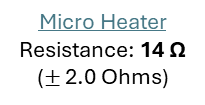 Micro Heater
Resistance: 14 Ω
(± 2.0 Ohms)